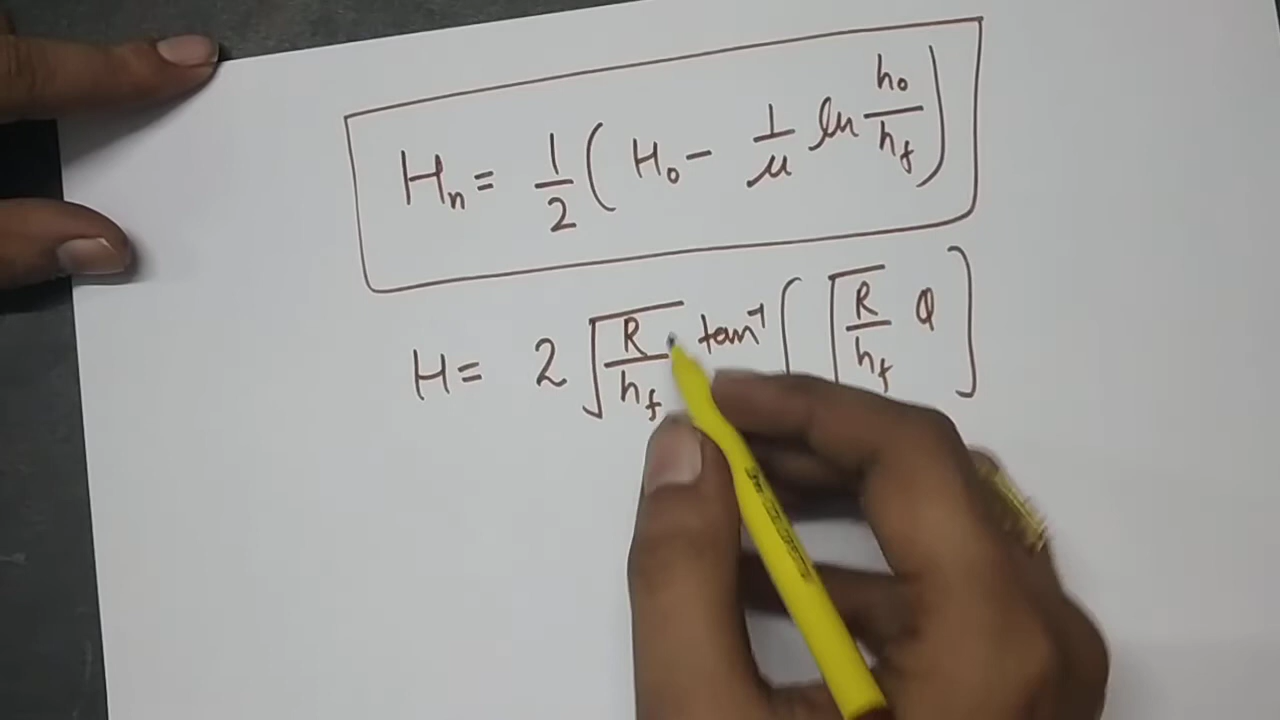 Hn = 1/2 ( H0 - 1/μ ln h0/hf )
H = 2 √(R/hf) tan⁻¹ [ √(R/hf) Q ]